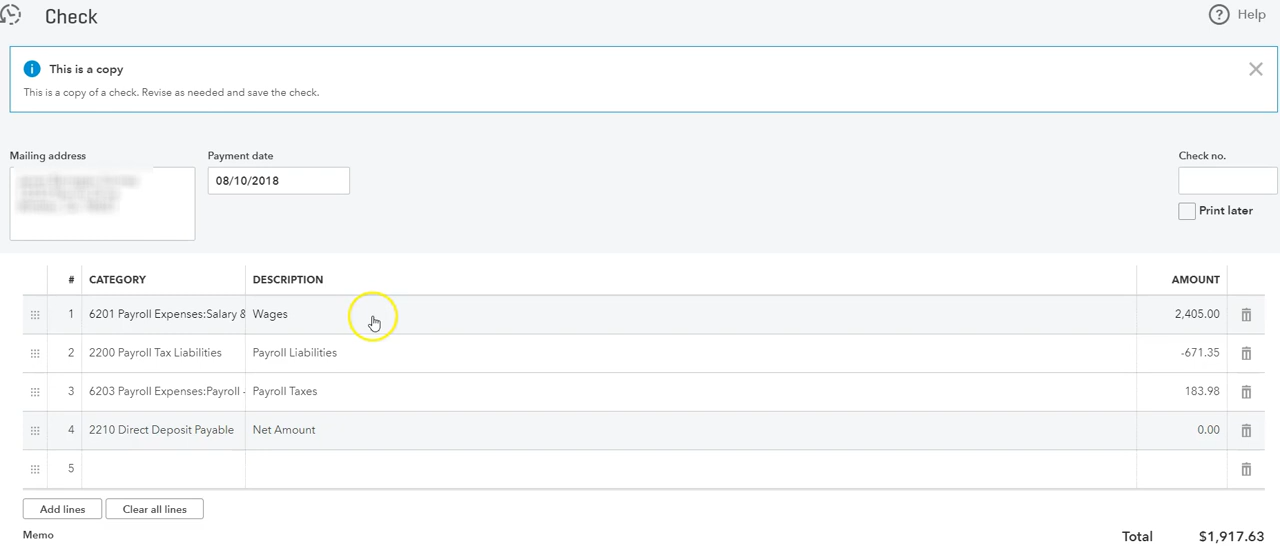 Check
Help
This is a copy
This is a copy of a check. Revise as needed and save the check.
Mailing address
Payment date
Check no.
08/10/2018
Print later
# CATEGORY DESCRIPTION AMOUNT
1 6201 Payroll Expenses:Salary & Wages 2,405.00
2 2200 Payroll Tax Liabilities Payroll Liabilities -671.35
3 6203 Payroll Expenses:Payroll - Payroll Taxes 183.98
4 2210 Direct Deposit Payable Net Amount 0.00
5
Add lines Clear all lines
Memo
Total $1,917.63